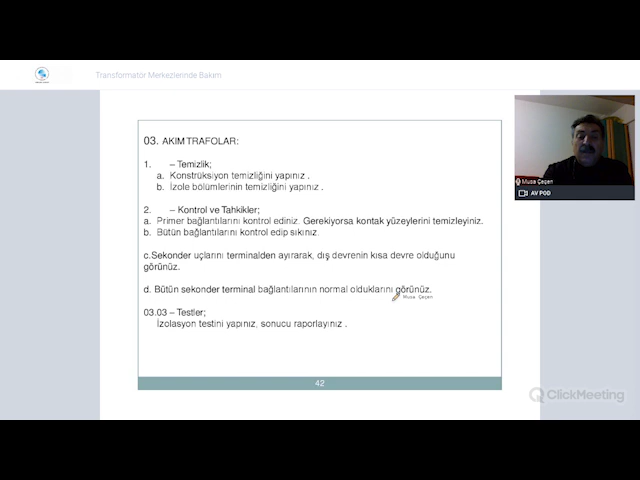 Transformatör Merkezlerinde Bakım
03. AKIM TRAFOLAR:
1. – Temizlik;
a. Konstrüksiyon temizliğini yapınız .
b. İzole bölümlerinin temizliğini yapınız .
2. – Kontrol ve Tahkikler;
a. Primer bağlantılarını kontrol ediniz. Gerekiyorsa kontak yüzeylerini temizleyiniz.
b. Bütün bağlantılarını kontrol edip sıkınız.
c.Sekonder uçlarını terminalden ayırarak, dış devrenin kısa devre olduğunu
görünüz.
d. Bütün sekonder terminal bağlantılarının normal olduklarını görünüz.
Musa Çeçen
03.03 – Testler;
İzolasyon testini yapınız, sonucu raporlayınız .
42
Musa Çeçen
AV POD
ClickMeeting